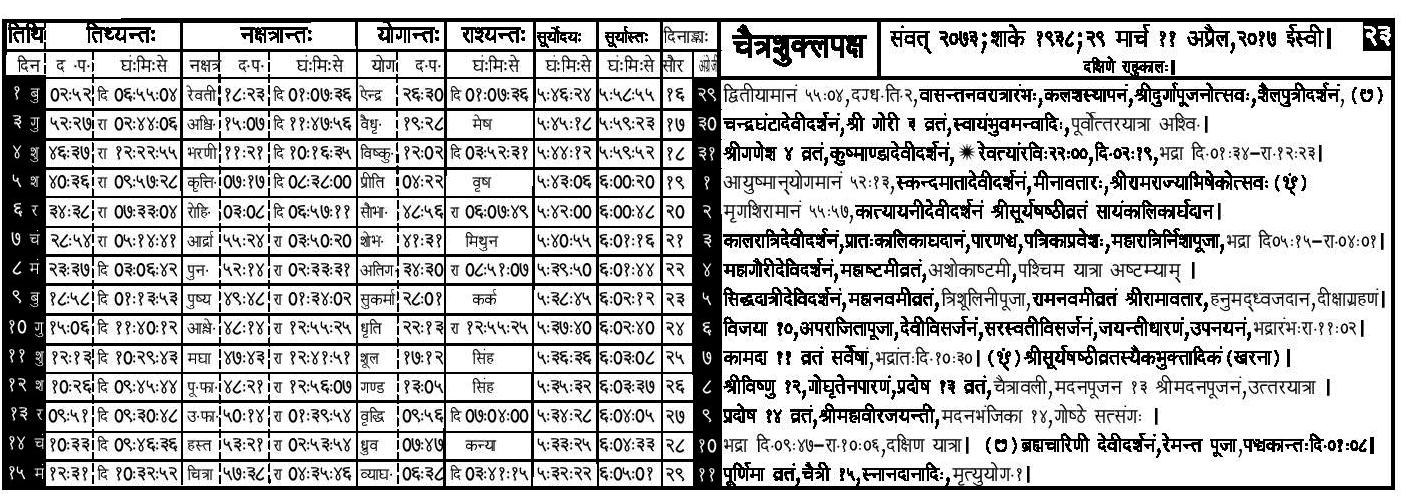 तिथि तिथ्यन्तः नक्षत्रान्तः योगान्तः राश्यन्तः सूर्योदयः सूर्यास्तः दिनाङ्काः चैत्रशुक्लपक्ष संवत् २०७३;शाके १९३८;२९ मार्च ११ अप्रैल,२०१७ ईस्वी। २३
दिन द॰प॰ घंःमिःसे नक्षत्र द॰प॰ घंःमिःसे योग द॰प॰ घंःमिःसे घंःमिःसे घंःमिःसे सौर अंग्रेजी दक्षिणे राहुकालः।
१ बु ०२:५२ दि ०६:५५:०४ रेवती १८:२३ दि ०१:०७:३६ ऐन्द्र २६:३० दि ०१:०७:३६ ५:४६:२४ ५:५८:५५ १६ २९ द्वितीयामानं ५५:०४,दग्ध-ति॰२,वासन्तनवरात्रारंभः,कलशस्थापनं,श्रीदुर्गापूजनोत्सवः,शैलपुत्रीदर्शनं,
३ गु ५२:२७ रा ०२:४४:०६ अश्वि॰ १५:०७ दि ११:४७:५६ वैधृ॰ १९:२८ मेष ५:४५:१८ ५:५९:२३ १७ ३० चन्द्रघंटादेवीदर्शनं,श्री गोरी ३ व्रतं,स्वायंभुवमन्वादिः,पूर्वोत्तरयात्रा अश्वि॰।
४ शु ४६:३७ रा १२:२२:५५ भरणी ११:२१ दि १०:१६:३५ विष्कु॰ १२:०२ दि ०३:५२:३१ ५:४४:१२ ५:५९:५२ १८ ३१ श्रीगणेश ४ व्रतं,कुष्माण्डदेवीदर्शनं, ✷ रेवत्यांरविः२२:००,दि॰०२:१९,भद्रा दि॰०१:३४–रा॰१२:२३।
५ श ४०:३६ रा ०९:५७:२८ कृत्ति॰ ०७:१७ दि ०८:३८:०० प्रीति ०४:२२ वृष ५:४३:०६ ६:००:२० १९ १ आयुष्मान्योगमानं ५२:१३,स्कन्दमातादेवीदर्शनं,मीनावतारः,श्रीरामराज्याभिषेकोत्सवः
६ र ३४:३८ रा ०७:३३:०४ रोहि॰ ०३:०८ दि ०६:५७:११ सौभा॰ ४८:५६ रा ०६:०७:४९ ५:४२:०० ६:००:४८ २० २ मृगशिरामानं ५५:५७,कात्यायनीदेवीदर्शनं श्रीसूर्यषष्ठीव्रतं सायंकालिकार्घदान।
७ चं २८:५४ रा ०५:१४:४१ आर्द्रा ५५:२४ रा ०३:५०:२० शोभ॰ ४१:३१ मिथुन ५:४०:५५ ६:०१:१६ २१ ३ कालरात्रिदेवीदर्शनं,प्रातःकालिकाघदानं,पारणञ्च,पत्रिकाप्रवेशः,महारात्रिर्निशापूजा,भद्रा दि०५:१५–रा॰०४:०१।
८ मं २३:३७ दि ०३:०६:४२ पुन॰ ५२:१४ रा ०२:३३:३१ अतिग॰ ३४:३० रा ०८:५१:०७ ५:३९:५० ६:०१:४४ २२ ४ महागौरीदेविदर्शनं,महाष्टमीव्रतं,अशोकाष्टमी,पश्चिम यात्रा अष्टम्याम् ।
९ बु १८:५८ दि ०१:१३:५३ पुष्य ४९:४८ रा ०१:३४:०२ सुकर्मा २८:०१ कर्क ५:३८:४५ ६:०२:१२ २३ ५ सिद्धदात्रीदेविदर्शनं,महानवमीव्रतं,त्रिशूलिनीपूजा,रामनवमीव्रतं श्रीरामावतार,हनुमद्ध्वजदान,दीक्षाग्रहणं।
१० गु १५:०६ दि ११:४०:१२ आश्ले॰ ४८:१४ रा १२:५५:२५ धृति २२:१३ रा १२:५५:२५ ५:३७:४० ६:०२:४० २४ ६ विजया १०,अपराजितापूजा,देवीविसर्जनं,सरस्वतीविसर्जनं,जयन्तीधारणं,उपनयनं,भद्रारंभः रा॰११:०२।
११ शु १२:१३ दि १०:२९:४३ मघा ४७:४३ रा १२:४१:५१ शूल १७:१२ सिंह ५:३६:३६ ६:०३:०८ २५ ७ कामदा ११ व्रतं सर्वेषां,भद्रांतः दि॰१०:३०। श्रीसूर्यषष्ठीव्रतस्यैकभुक्तादिकं (खरना)।
१२ श १०:२६ दि ०९:४५:४४ पू॰फा॰ ४८:२१ रा १२:५६:०७ गण्ड १३:०५ सिंह ५:३५:३२ ६:०३:३७ २६ ८ श्रीविष्णु १२,गोघृतेनपारणं,प्रदोष १३ व्रतं,चैत्रावली,मदनपूजन १३ श्रीमदनपूजनं,उत्तरयात्रा ।
१३ र ०९:५१ दि ०९:३०:४८ उ॰फा॰ ५०:१४ रा ०१:३९:५४ वृद्धि ०९:५६ दि ०७:०४:०० ५:३४:२८ ६:०४:०५ २७ ९ प्रदोष १४ व्रतं,श्रीमहावीरजयन्ती,मदनभंजिका १४,गोष्ठे सत्संगः ।
१४ च १०:३३ दि ०९:४६:३६ हस्त ५३:२१ रा ०२:५३:५४ ध्रुव ०७:४७ कन्या ५:३३:२५ ६:०४:३३ २८ १० भद्रा दि॰०९:४७–रा॰१०:०६,दक्षिण यात्रा। ब्रह्मचारिणी देवीदर्शनं,रेमन्त पूजा,पञ्चकान्तः दि॰०१:०८।
१५ मं १२:३१ दि १०:३२:५२ चित्रा ५७:३८ रा ०४:३५:४६ व्याघ॰ ०६:३८ दि ०३:४१:१५ ५:३२:२२ ६:०५:०१ २९ ११ पूर्णिमा व्रतं,चैत्री १५,स्नानदानादिः,मृत्युयोग॰१।